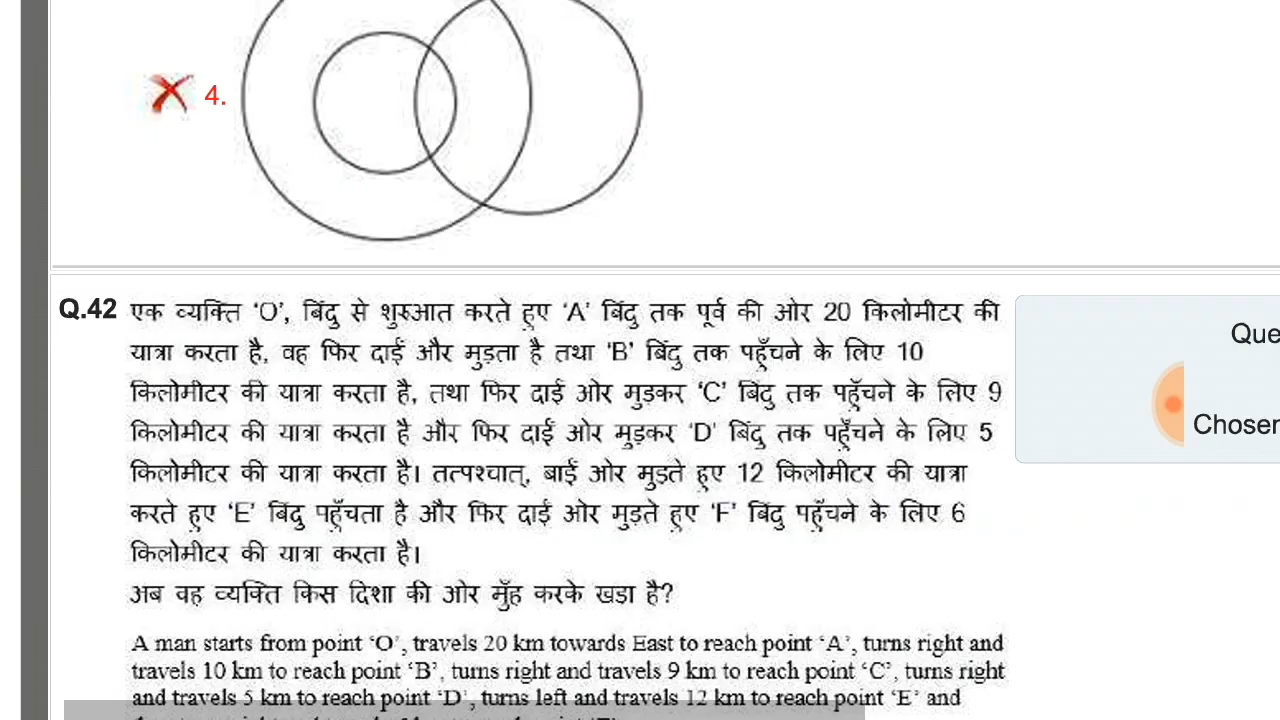 4.
Q.42 एक व्यक्ति ‘O’, बिंदु से शुरुआत करते हुए ‘A’ बिंदु तक पूर्व की ओर 20 किलोमीटर की
यात्रा करता है, वह फिर दाईं और मुड़ता है तथा ‘B’ बिंदु तक पहुँचने के लिए 10
किलोमीटर की यात्रा करता है, तथा फिर दाईं ओर मुडकर ‘C’ बिंदु तक पहुँचने के लिए 9
किलोमीटर की यात्रा करता है और फिर दाईं ओर मुड़कर ‘D’ बिंदु तक पहुँचने के लिए 5
किलोमीटर की यात्रा करता है। तत्पश्चात्, बाईं ओर मुड़ते हुए 12 किलोमीटर की यात्रा
करते हुए ‘E’ बिंदु पहुँचता है और फिर दाईं ओर मुड़ते हुए ‘F’ बिंदु पहुँचने के लिए 6
किलोमीटर की यात्रा करता है।
अब वह व्यक्ति किस दिशा की ओर मुँह करके खडा है?
A man starts from point ‘O’, travels 20 km towards East to reach point ‘A’, turns right and
travels 10 km to reach point ‘B’, turns right and travels 9 km to reach point ‘C’, turns right
and travels 5 km to reach point ‘D’, turns left and travels 12 km to reach point ‘E’ and
Que
Chosen